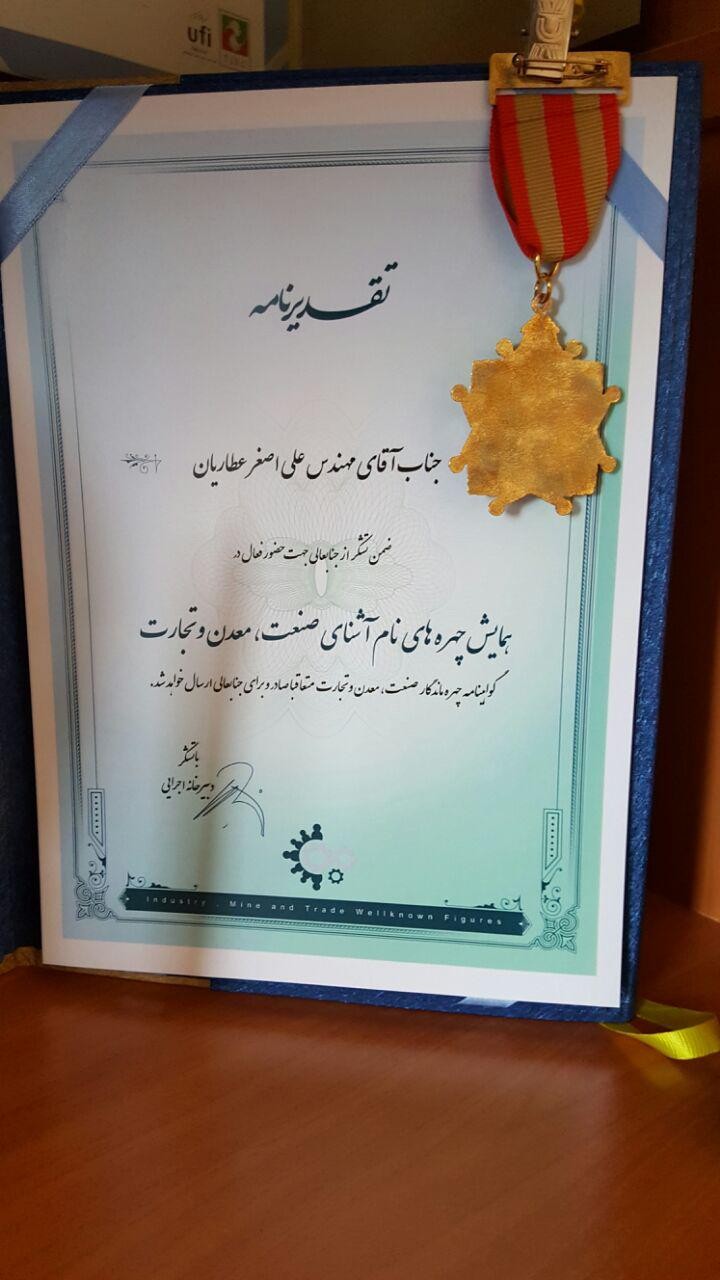 ufi
تقدیرنامه
جناب آقای مهندس علی اصغر عطاریان
ضمن تشکر از جنابعالی جهت حضور فعال در
همایش چهره های نام آشنای صنعت، معدن و تجارت
گواهینامه چهره ماندگار صنعت، معدن و تجارت متعاقبا صادر و برای جنابعالی ارسال خواهد شد.
با تشکر
دبیرخانه اجرایی
Industry . Mine and Trade Wellknown Figures